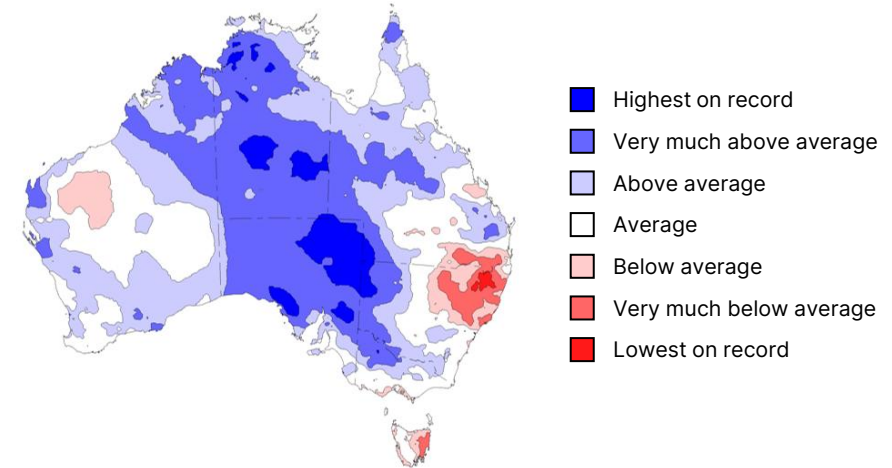 Highest on record
Very much above average
Above average
Average
Below average
Very much below average
Lowest on record